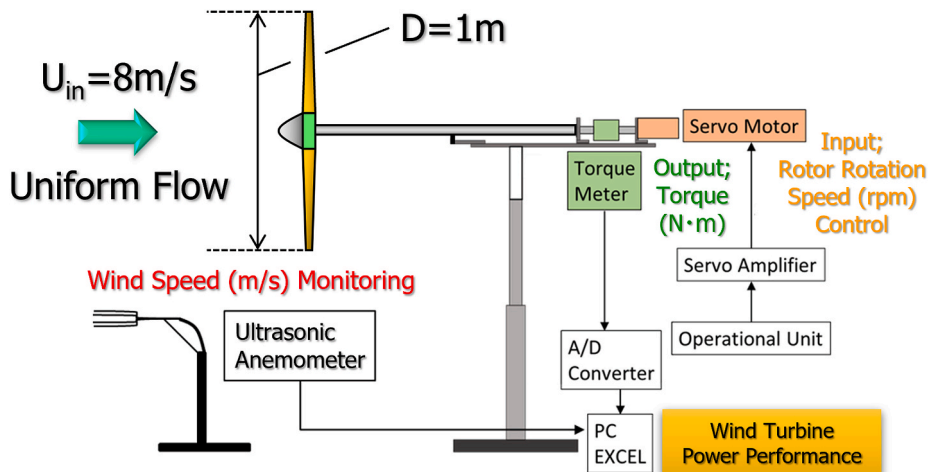 D=1m
U_in=8m/s
Uniform Flow
Servo Motor
Input;
Rotor Rotation
Speed (rpm)
Control
Torque
Meter
Output;
Torque
(N·m)
Wind Speed (m/s) Monitoring
Servo Amplifier
Ultrasonic
Anemometer
Operational Unit
A/D
Converter
PC
EXCEL
Wind Turbine
Power Performance